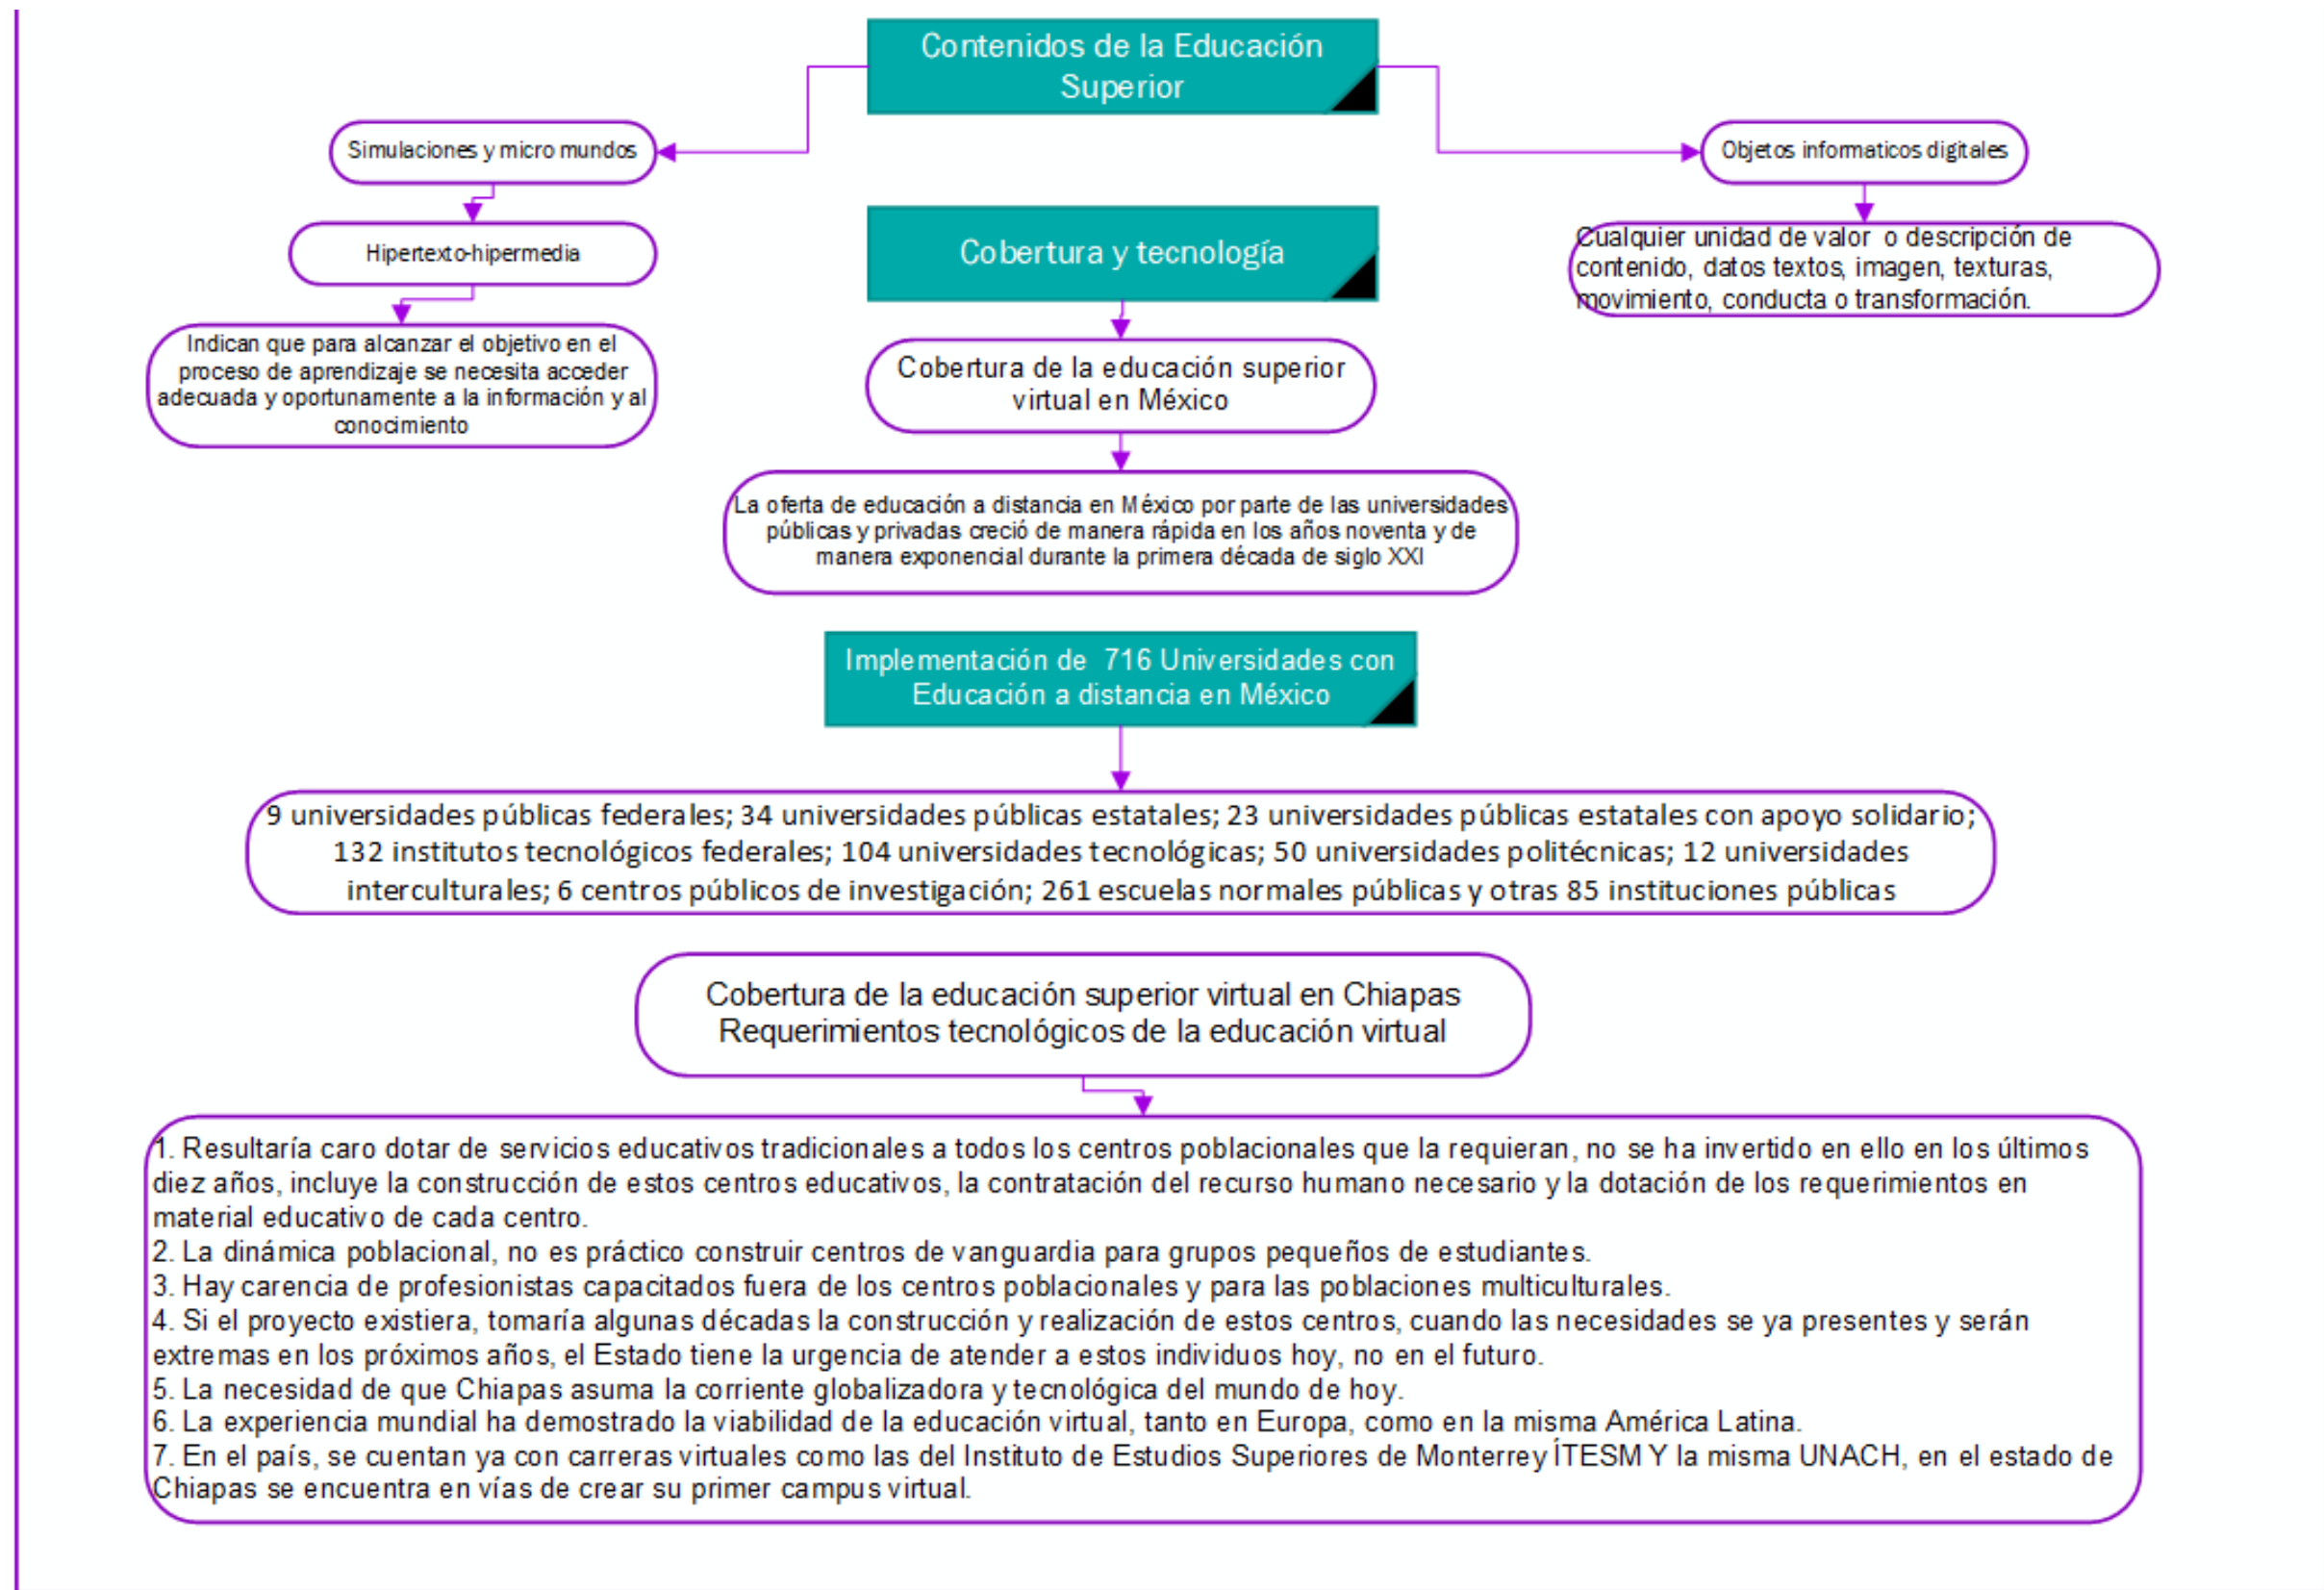 Contenidos de la Educación
Superior
Simulaciones y micro mundos
Objetos informaticos digitales
Hipertexto-hipermedia
Cualquier unidad de valor o descripción de
contenido, datos textos, imagen, texturas,
movimiento, conducta o transformación.
Indican que para alcanzar el objetivo en el
proceso de aprendizaje se necesita acceder
adecuada y oportunamente a la información y al
conocimiento
Cobertura y tecnología
Cobertura de la educación superior
virtual en México
La oferta de educación a distancia en México por parte de las universidades
públicas y privadas creció de manera rápida en los años noventa y de
manera exponencial durante la primera década de siglo XXI
Implementación de 716 Universidades con
Educación a distancia en México
9 universidades públicas federales; 34 universidades públicas estatales; 23 universidades públicas estatales con apoyo solidario;
132 institutos tecnológicos federales; 104 universidades tecnológicas; 50 universidades politécnicas; 12 universidades
interculturales; 6 centros públicos de investigación; 261 escuelas normales públicas y otras 85 instituciones públicas
Cobertura de la educación superior virtual en Chiapas
Requerimientos tecnológicos de la educación virtual
1. Resultaría caro dotar de servicios educativos tradicionales a todos los centros poblacionales que la requieran, no se ha invertido en ello en los últimos
diez años, incluye la construcción de estos centros educativos, la contratación del recurso humano necesario y la dotación de los requerimientos en
material educativo de cada centro.
2. La dinámica poblacional, no es práctico construir centros de vanguardia para grupos pequeños de estudiantes.
3. Hay carencia de profesionistas capacitados fuera de los centros poblacionales y para las poblaciones multiculturales.
4. Si el proyecto existiera, tomaría algunas décadas la construcción y realización de estos centros, cuando las necesidades se ya presentes y serán
extremas en los próximos años, el Estado tiene la urgencia de atender a estos individuos hoy, no en el futuro.
5. La necesidad de que Chiapas asuma la corriente globalizadora y tecnológica del mundo de hoy.
6. La experiencia mundial ha demostrado la viabilidad de la educación virtual, tanto en Europa, como en la misma América Latina.
7. En el país, se cuentan ya con carreras virtuales como las del Instituto de Estudios Superiores de Monterrey ÍTESM Y la misma UNACH, en el estado de
Chiapas se encuentra en vías de crear su primer campus virtual.